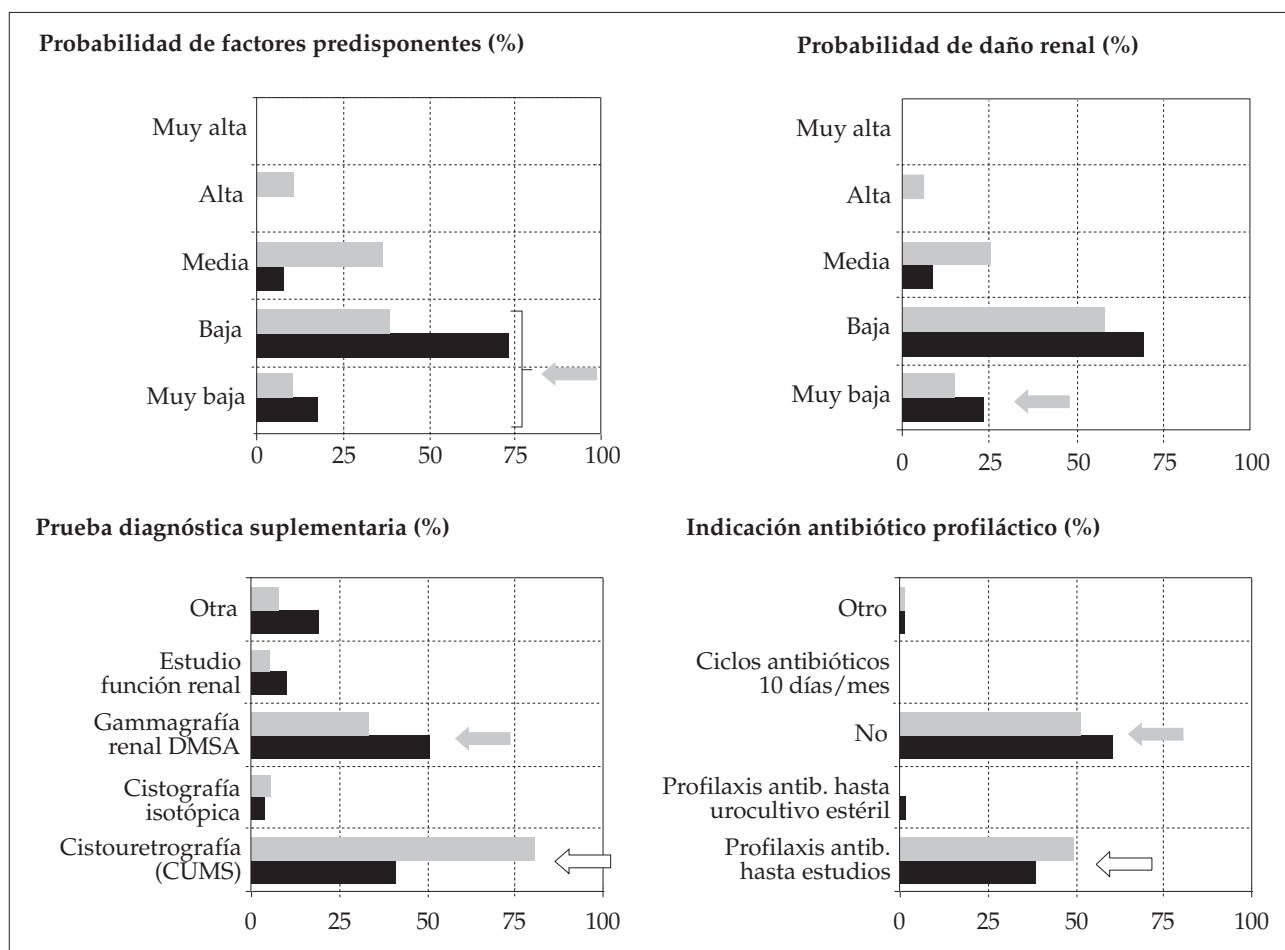 Probabilidad de factores predisponentes (%)
Muy alta
Alta
Media
Baja
Muy baja
0 25 50 75 100
Probabilidad de daño renal (%)
Muy alta
Alta
Media
Baja
Muy baja
0 25 50 75 100
Prueba diagnóstica suplementaria (%)
Otra
Estudio
función renal
Gammagrafía
renal DMSA
Cistografía
isotópica
Cistouretrografía
(CUMS)
0 25 50 75 100
Indicación antibiótico profiláctico (%)
Otro
Ciclos antibióticos
10 días/mes
No
Profilaxis antib. hasta
urocultivo estéril
Profilaxis antib.
hasta estudios
0 25 50 75 100